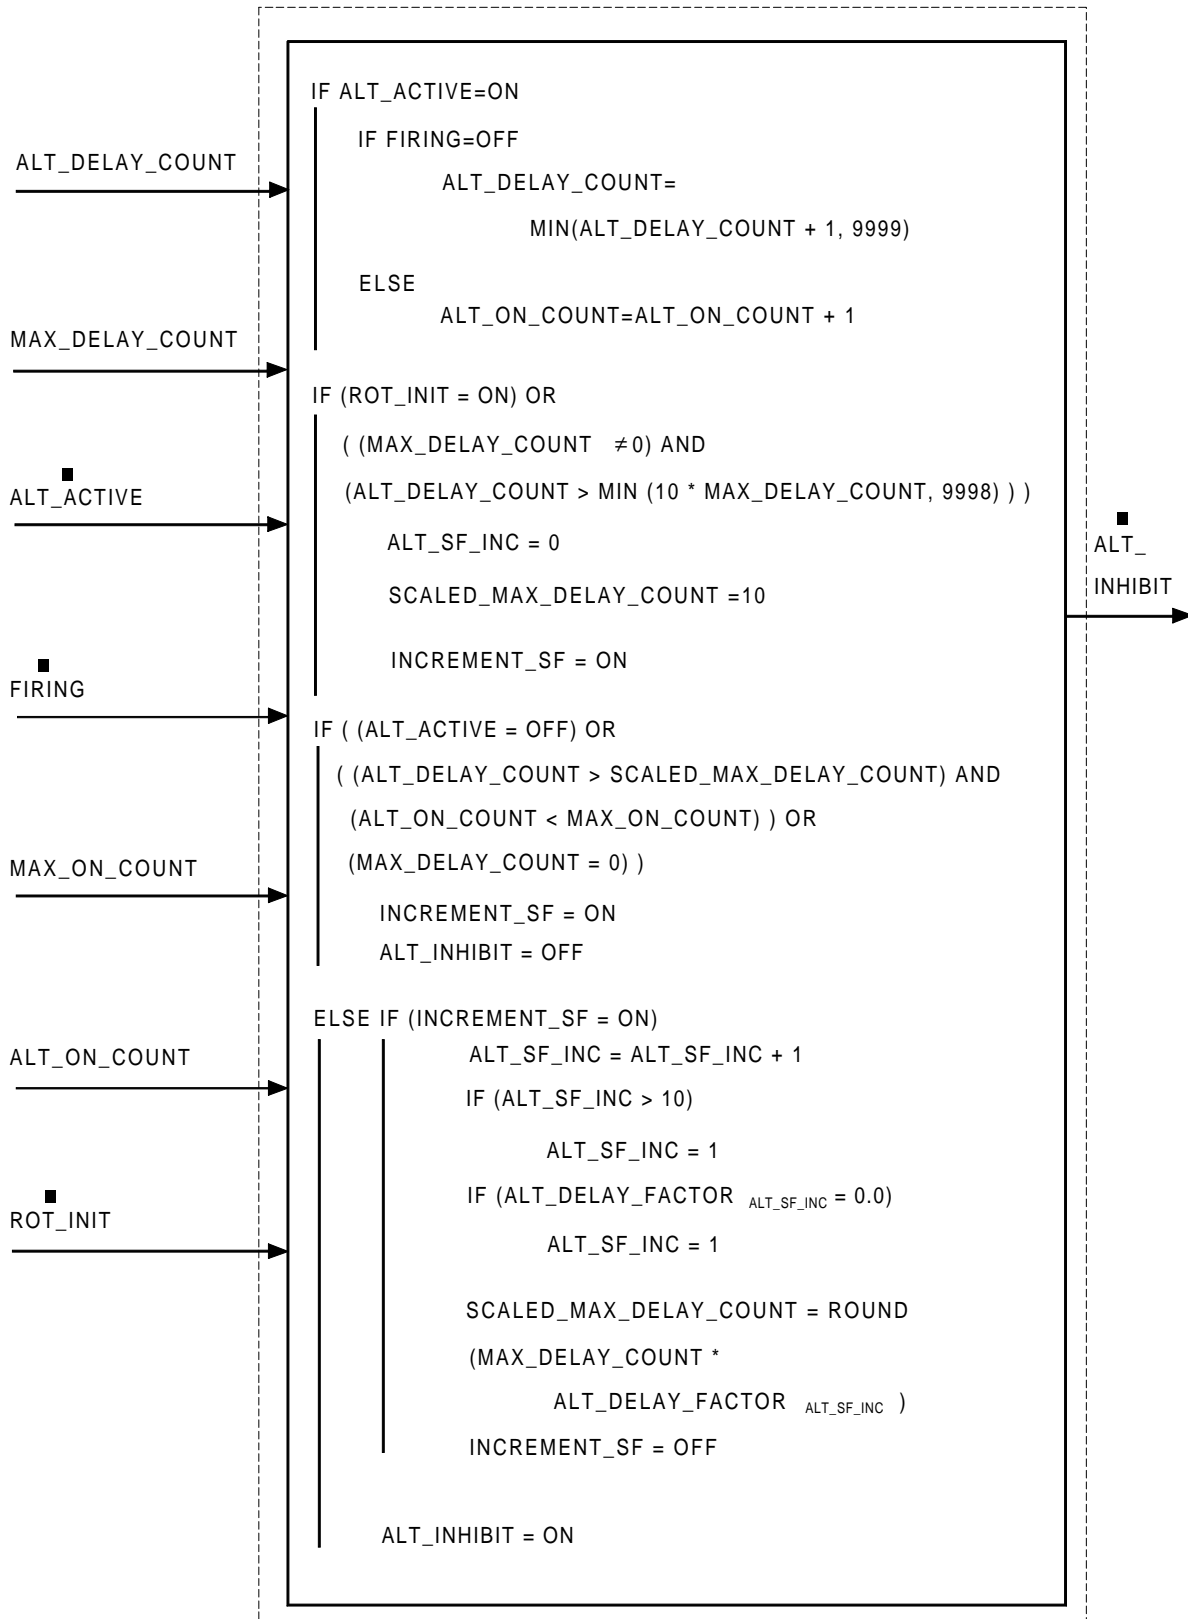 IF ALT_ACTIVE=ON
IF FIRING=OFF
ALT_DELAY_COUNT
ALT_DELAY_COUNT=
MIN(ALT_DELAY_COUNT + 1, 9999)
ELSE
ALT_ON_COUNT=ALT_ON_COUNT + 1
MAX_DELAY_COUNT
IF (ROT_INIT = ON) OR
( (MAX_DELAY_COUNT ≠ 0) AND
ALT_ACTIVE
(ALT_DELAY_COUNT > MIN (10 * MAX_DELAY_COUNT, 9998) ) )
ALT_SF_INC = 0
ALT_
INHIBIT
SCALED_MAX_DELAY_COUNT =10
INCREMENT_SF = ON
FIRING
IF ( (ALT_ACTIVE = OFF) OR
( (ALT_DELAY_COUNT > SCALED_MAX_DELAY_COUNT) AND
(ALT_ON_COUNT < MAX_ON_COUNT) ) OR
(MAX_DELAY_COUNT = 0) )
MAX_ON_COUNT
INCREMENT_SF = ON
ALT_INHIBIT = OFF
ELSE IF (INCREMENT_SF = ON)
ALT_ON_COUNT
ALT_SF_INC = ALT_SF_INC + 1
IF (ALT_SF_INC > 10)
ALT_SF_INC = 1
IF (ALT_DELAY_FACTOR ALT_SF_INC = 0.0)
ROT_INIT
ALT_SF_INC = 1
SCALED_MAX_DELAY_COUNT = ROUND
(MAX_DELAY_COUNT *
ALT_DELAY_FACTOR ALT_SF_INC )
INCREMENT_SF = OFF
ALT_INHIBIT = ON